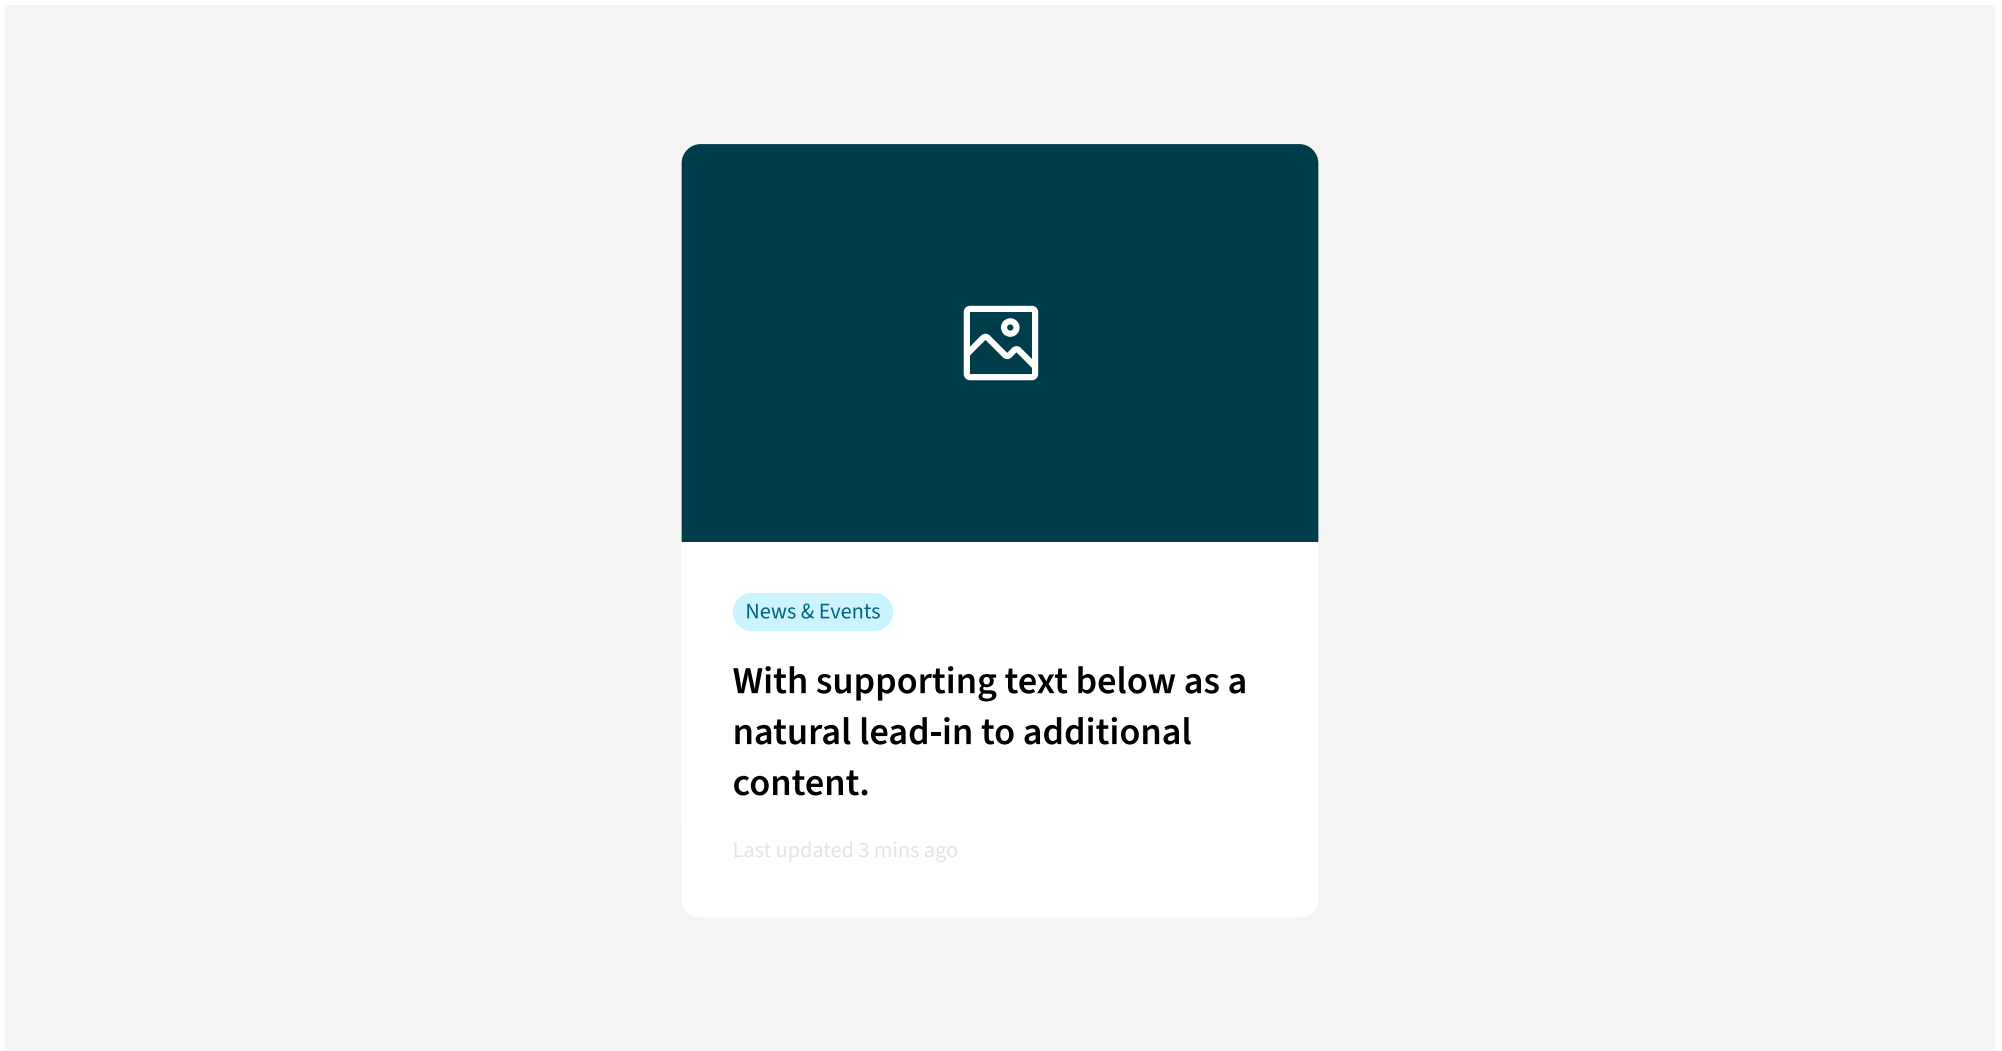 News & Events
With supporting text below as a
natural lead-in to additional
content.
Last updated 3 mins ago